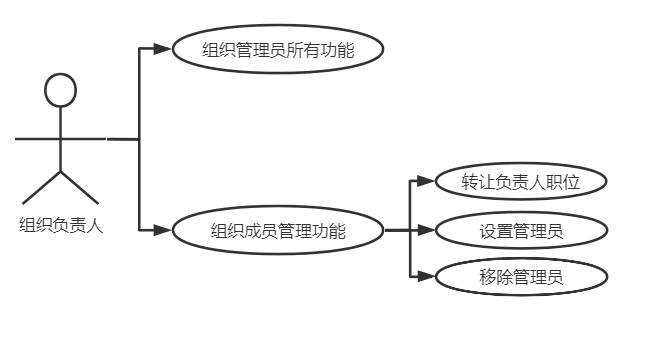 组织管理员所有功能
组织负责人
组织成员管理功能
转让负责人职位
设置管理员
移除管理员